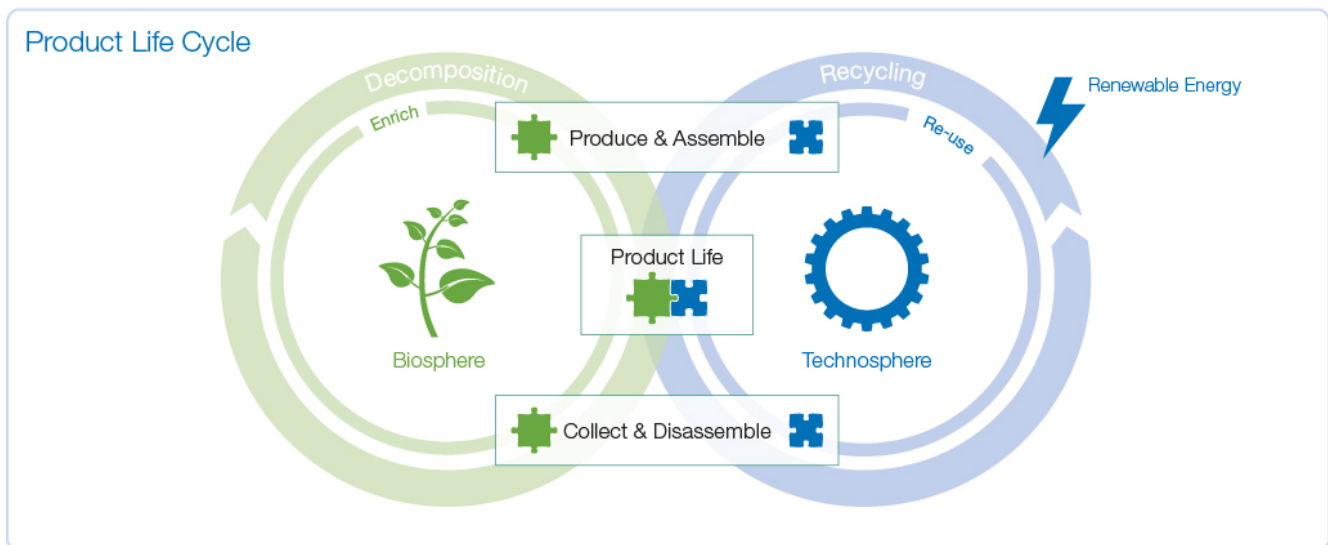 Product Life Cycle
Decomposition
Recycling
Renewable Energy
Enrich
Re-use
Produce & Assemble
Product Life
Biosphere
Technosphere
Collect & Disassemble